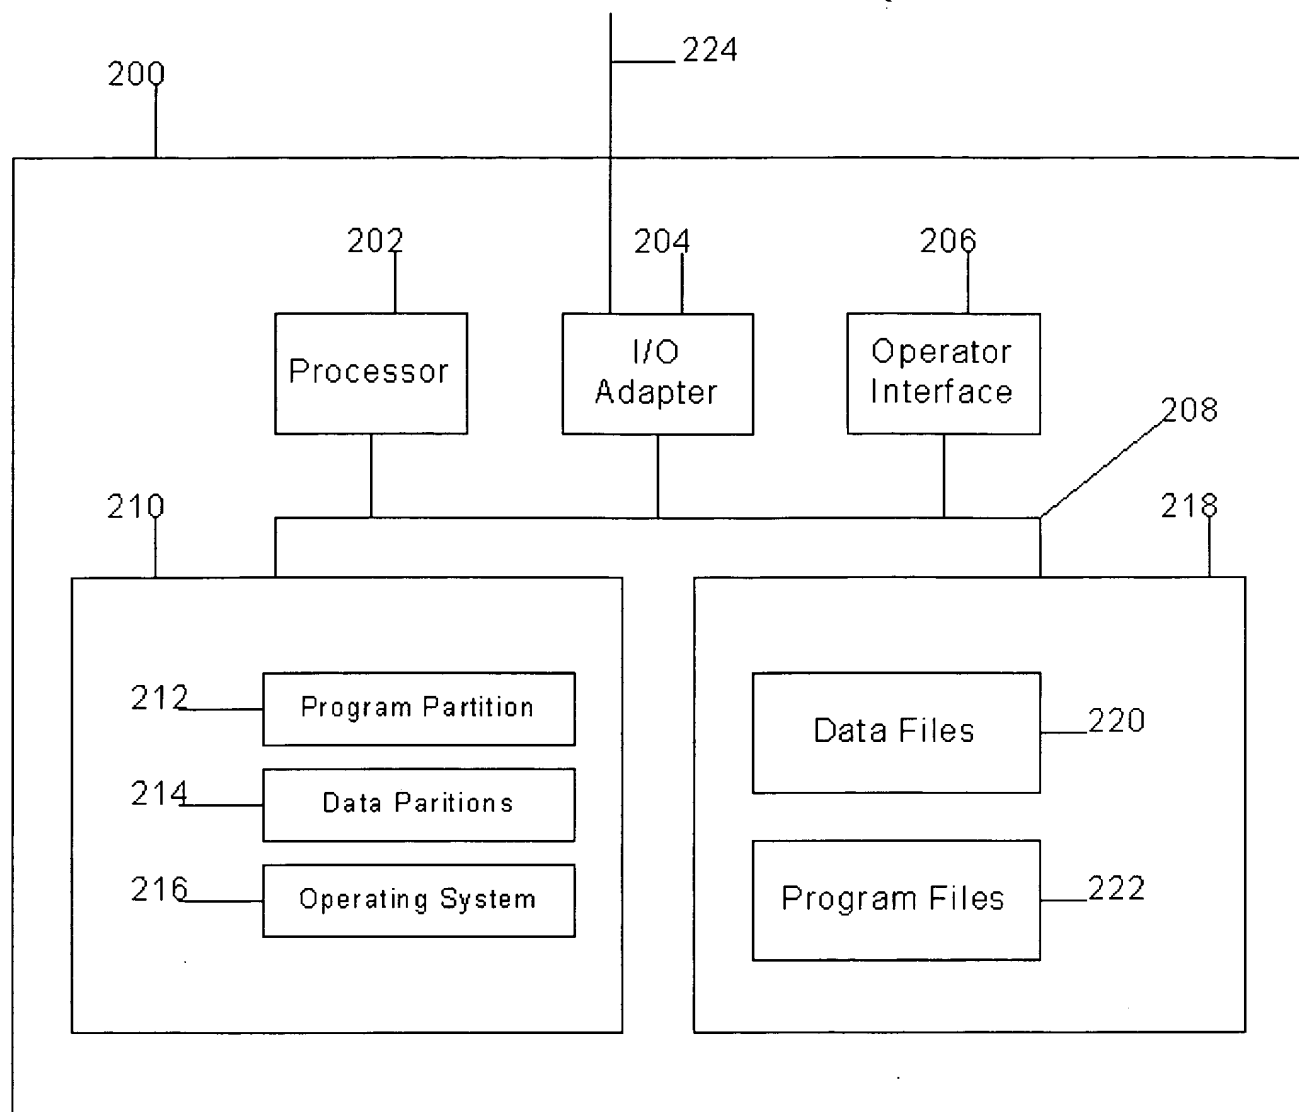 224
200
202
204
206
Processor
I/O
Adapter
Operator
Interface
208
210
218
212
Program Partition
214
Data Paritions
216
Operating System
Data Files
220
Program Files
222